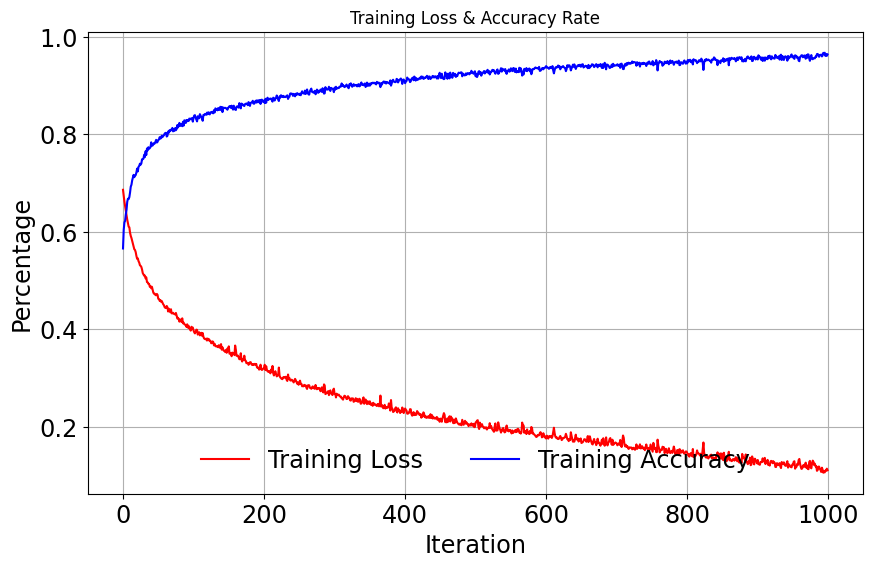 Training Loss & Accuracy Rate
1.0
0.8
0.6
0.4
0.2
Percentage
Training Loss Training Accuracy
0 200 400 600 800 1000
Iteration